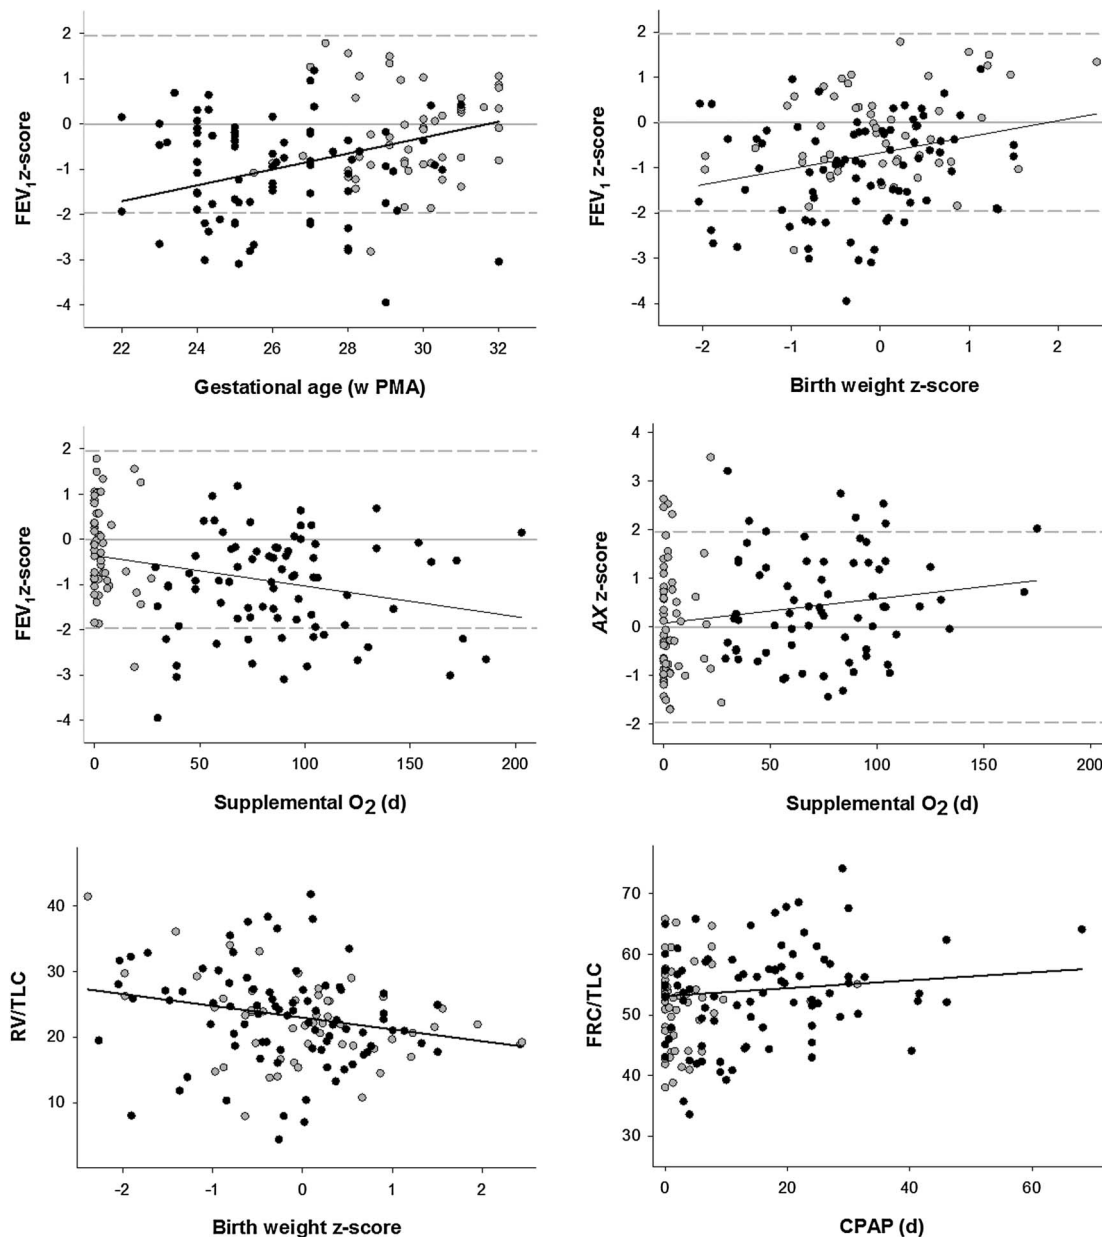 FEV1 z-score
2
1
0
-1
-2
-3
-4
22 24 26 28 30 32
Gestational age (w PMA)
FEV1 z-score
2
1
0
-1
-2
-3
-4
-2 -1 0 1 2
Birth weight z-score
FEV1 z-score
2
1
0
-1
-2
-3
-4
0 50 100 150 200
Supplemental O2 (d)
AX z-score
4
3
2
1
0
-1
-2
0 50 100 150 200
Supplemental O2 (d)
RV/TLC
40
30
20
10
-2 -1 0 1 2
Birth weight z-score
FRC/TLC
70
60
50
40
30
0 20 40 60
CPAP (d)